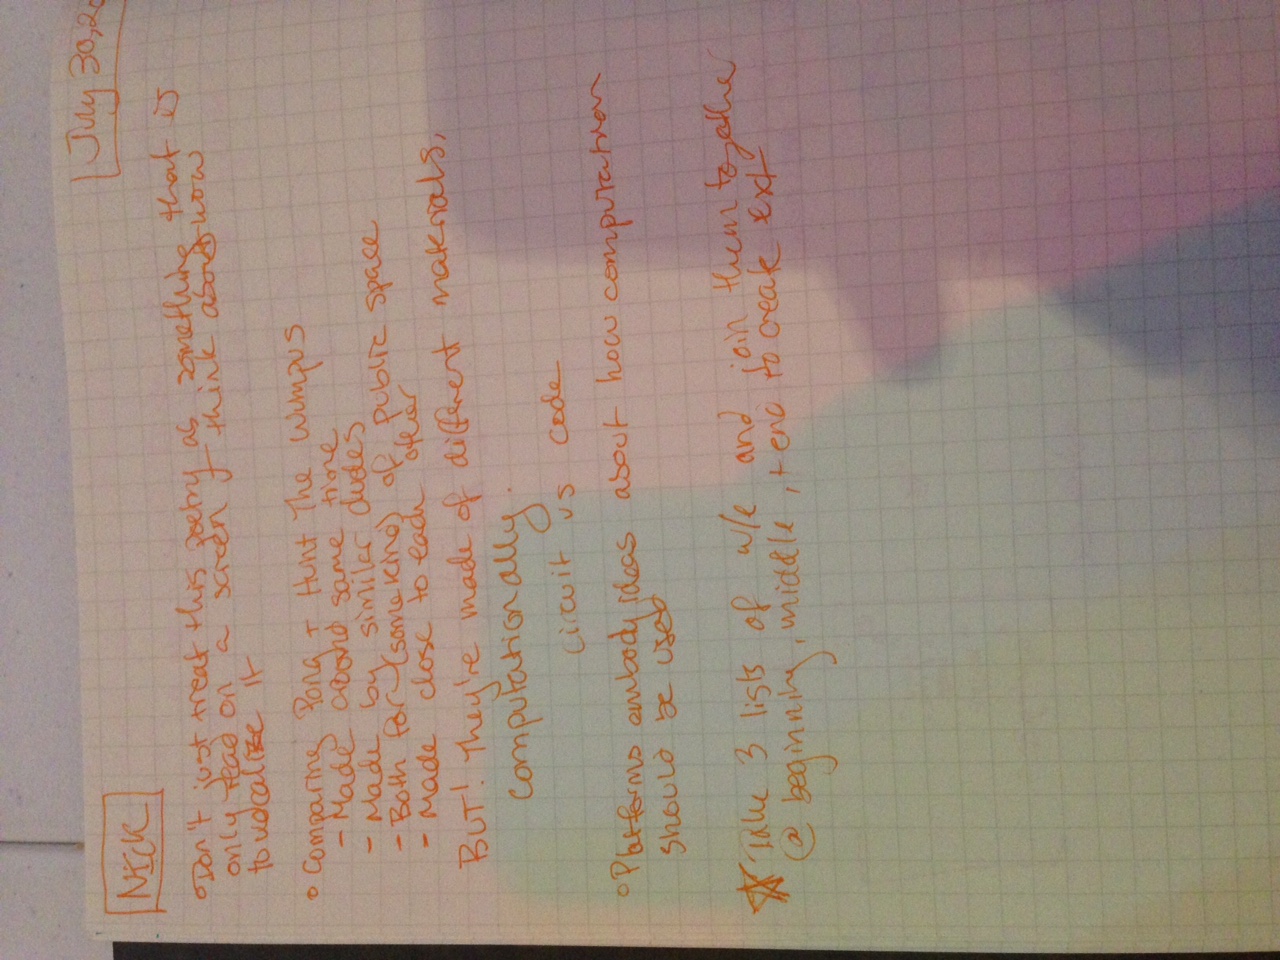 NICK
July 30, 20
Don't just treat this poetry as something that is
only read on a screen + think about how
to vocalize it
Comparing Pong + Hunt The Wumpus
- Made around same time
- Made by similar dudes
- Both for (some kind) of public space
- Made close to each other
BUT! They're made of different materials,
computationally.
circuit vs code
Platforms embody ideas about how computation
should be used
Take 3 lists of w/e and join them together
@ beginning, middle, + end to create text